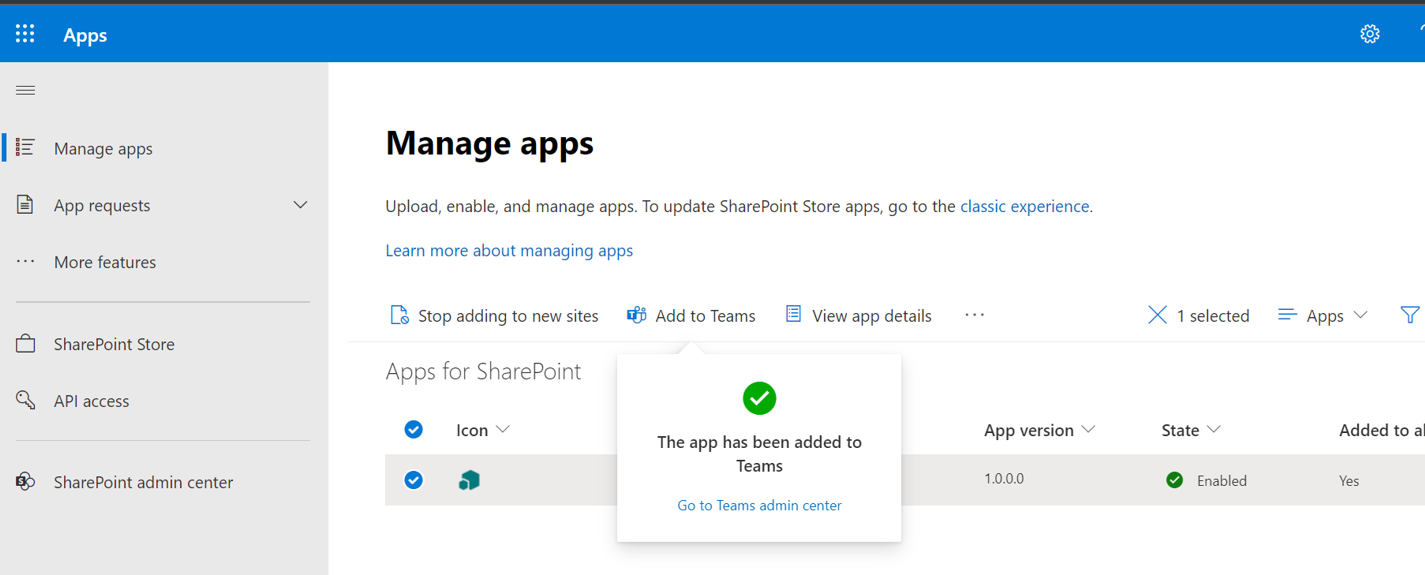 Apps
Manage apps
App requests
More features
SharePoint Store
API access
SharePoint admin center
Manage apps
Upload, enable, and manage apps. To update SharePoint Store apps, go to the classic experience.
Learn more about managing apps
Stop adding to new sites Add to Teams View app details ··· 1 selected Apps
Apps for SharePoint
The app has been added to
Teams
Go to Teams admin center
Icon App version State Added to
1.0.0.0 Enabled Yes